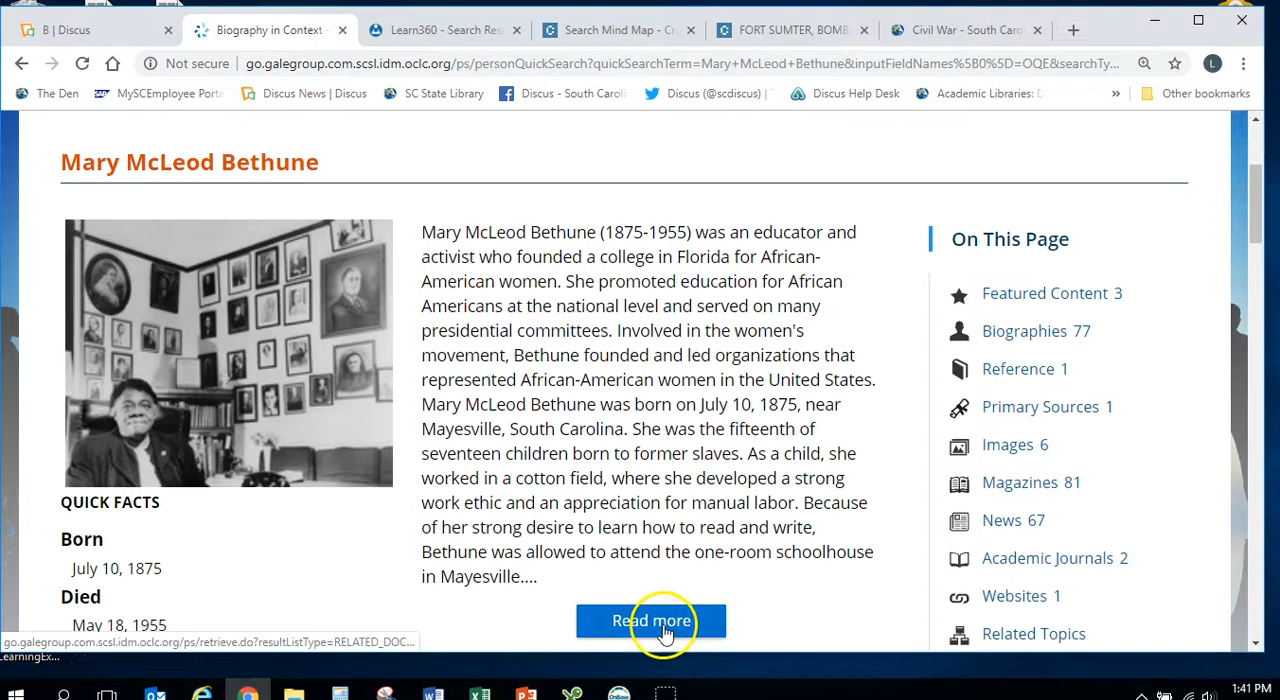 B | Discus
Biography in Context -
Learn360 - Search Res
Search Mind Map - Cr
FORT SUMTER, BOMB
Civil War - South Caro
Not secure
go.galegroup.com.scsl.idm.oclc.org/ps/personQuickSearch?quickSearchTerm=Mary+McLeod+Bethune&inputFieldNames%5B0%5D=OQE&searchTy...
L
The Den
MySCEmployee Porta
Discus News | Discus
SC State Library
Discus - South Caroli
Discus (@scdiscus) | T
Discus Help Desk
Academic Libraries: D
»
Other bookmarks
Mary McLeod Bethune
Mary McLeod Bethune (1875-1955) was an educator and
activist who founded a college in Florida for African-
American women. She promoted education for African
Americans at the national level and served on many
presidential committees. Involved in the women's
movement, Bethune founded and led organizations that
represented African-American women in the United States.
Mary McLeod Bethune was born on July 10, 1875, near
Mayesville, South Carolina. She was the fifteenth of
seventeen children born to former slaves. As a child, she
worked in a cotton field, where she developed a strong
work ethic and an appreciation for manual labor. Because
of her strong desire to learn how to read and write,
Bethune was allowed to attend the one-room schoolhouse
in Mayesville....
Read more
QUICK FACTS
Born
July 10, 1875
Died
May 18, 1955
On This Page
Featured Content 3
Biographies 77
Reference 1
Primary Sources 1
Images 6
Magazines 81
News 67
Academic Journals 2
Websites 1
Related Topics
go.galegroup.com.scsl.idm.oclc.org/ps/retrieve.do?resultListType=RELATED_DOC...
LearningEx...
1:41 PM